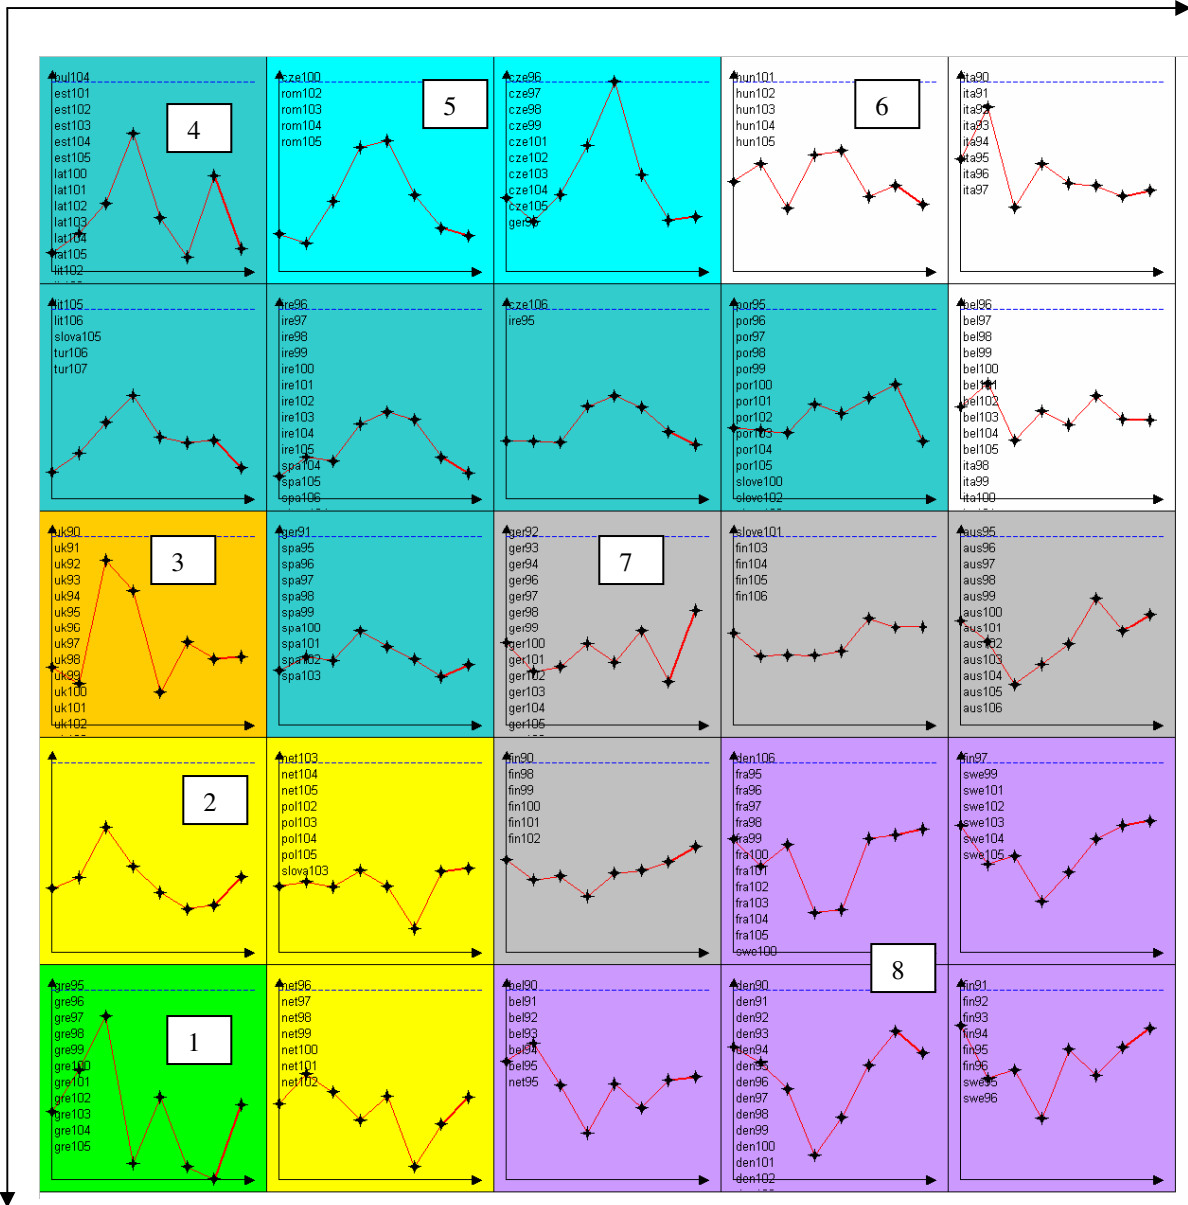 bul104
est101
est102
est103
est104
est105
lat100
lat101
lat102
lat103
lat104
lat105
lit102
4
cze100
rom102
rom103
rom104
rom105
5
cze96
cze97
cze98
cze99
cze101
cze102
cze103
cze104
cze105
hun101
hun102
hun103
hun104
hun105
6
ita90
ita91
ita92
ita93
ita94
ita95
ita96
ita97
lit105
lit106
slova105
tur106
tur107
ire96
ire97
ire98
ire99
ire100
ire101
ire102
ire103
ire104
ire105
spa104
spa105
spa106
cze106
ire95
por95
por96
por97
por98
por99
por100
por101
por102
por103
por104
por105
slove100
slove102
bel96
bel97
bel98
bel99
bel100
bel101
bel102
bel103
bel104
bel105
ita98
ita99
ita100
uk90
uk91
uk92
uk93
uk94
uk95
uk96
uk97
uk98
uk99
uk100
uk101
uk102
3
ger91
spa95
spa96
spa97
spa98
spa99
spa100
spa101
spa102
spa103
ger92
ger93
ger94
ger96
ger97
ger98
ger99
ger100
ger101
ger102
ger103
ger104
ger105
7
slove101
fin103
fin104
fin105
fin106
aus95
aus96
aus97
aus98
aus99
aus100
aus101
aus102
aus103
aus104
aus105
aus106
2
net103
net104
net105
pol102
pol103
pol104
pol105
slova103
fin90
fin98
fin99
fin100
fin101
fin102
den106
fra95
fra96
fra97
fra98
fra99
fra100
fra101
fra102
fra103
fra104
fra105
swe100
fin97
swe99
swe101
swe102
swe103
swe104
swe105
gre95
gre96
gre97
gre98
gre99
gre100
gre101
gre102
gre103
gre104
gre105
1
net96
net97
net98
net99
net100
net101
net102
bel90
bel91
bel92
bel93
bel94
bel95
net95
8
den90
den91
den92
den93
den94
den95
den96
den97
den98
den99
den100
den101
den102
fin91
fin92
fin93
fin94
fin95
fin96
swe95
swe96